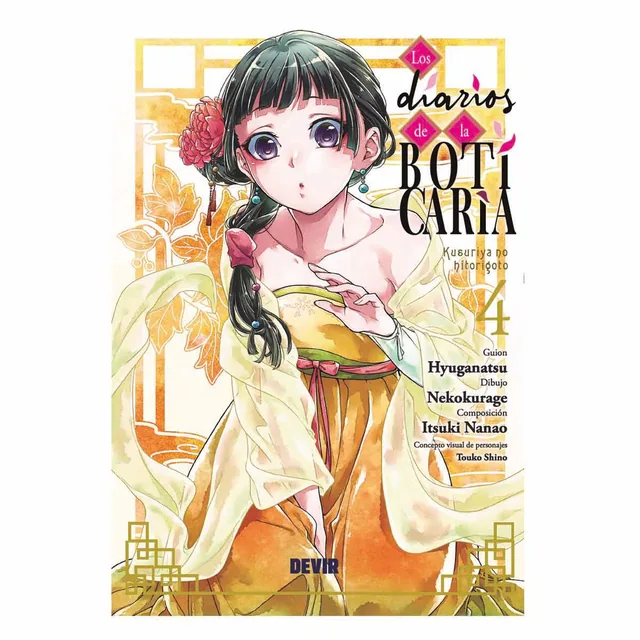 Los
diarios
de la
BOTÍ
CARIA
Kusuriya no
hitorigoto
4
Guion
Hyuganatsu
Dibujo
Nekokurage
Composición
Itsuki Nanao
Concepto visual de personajes
Touko Shino
DEVIR